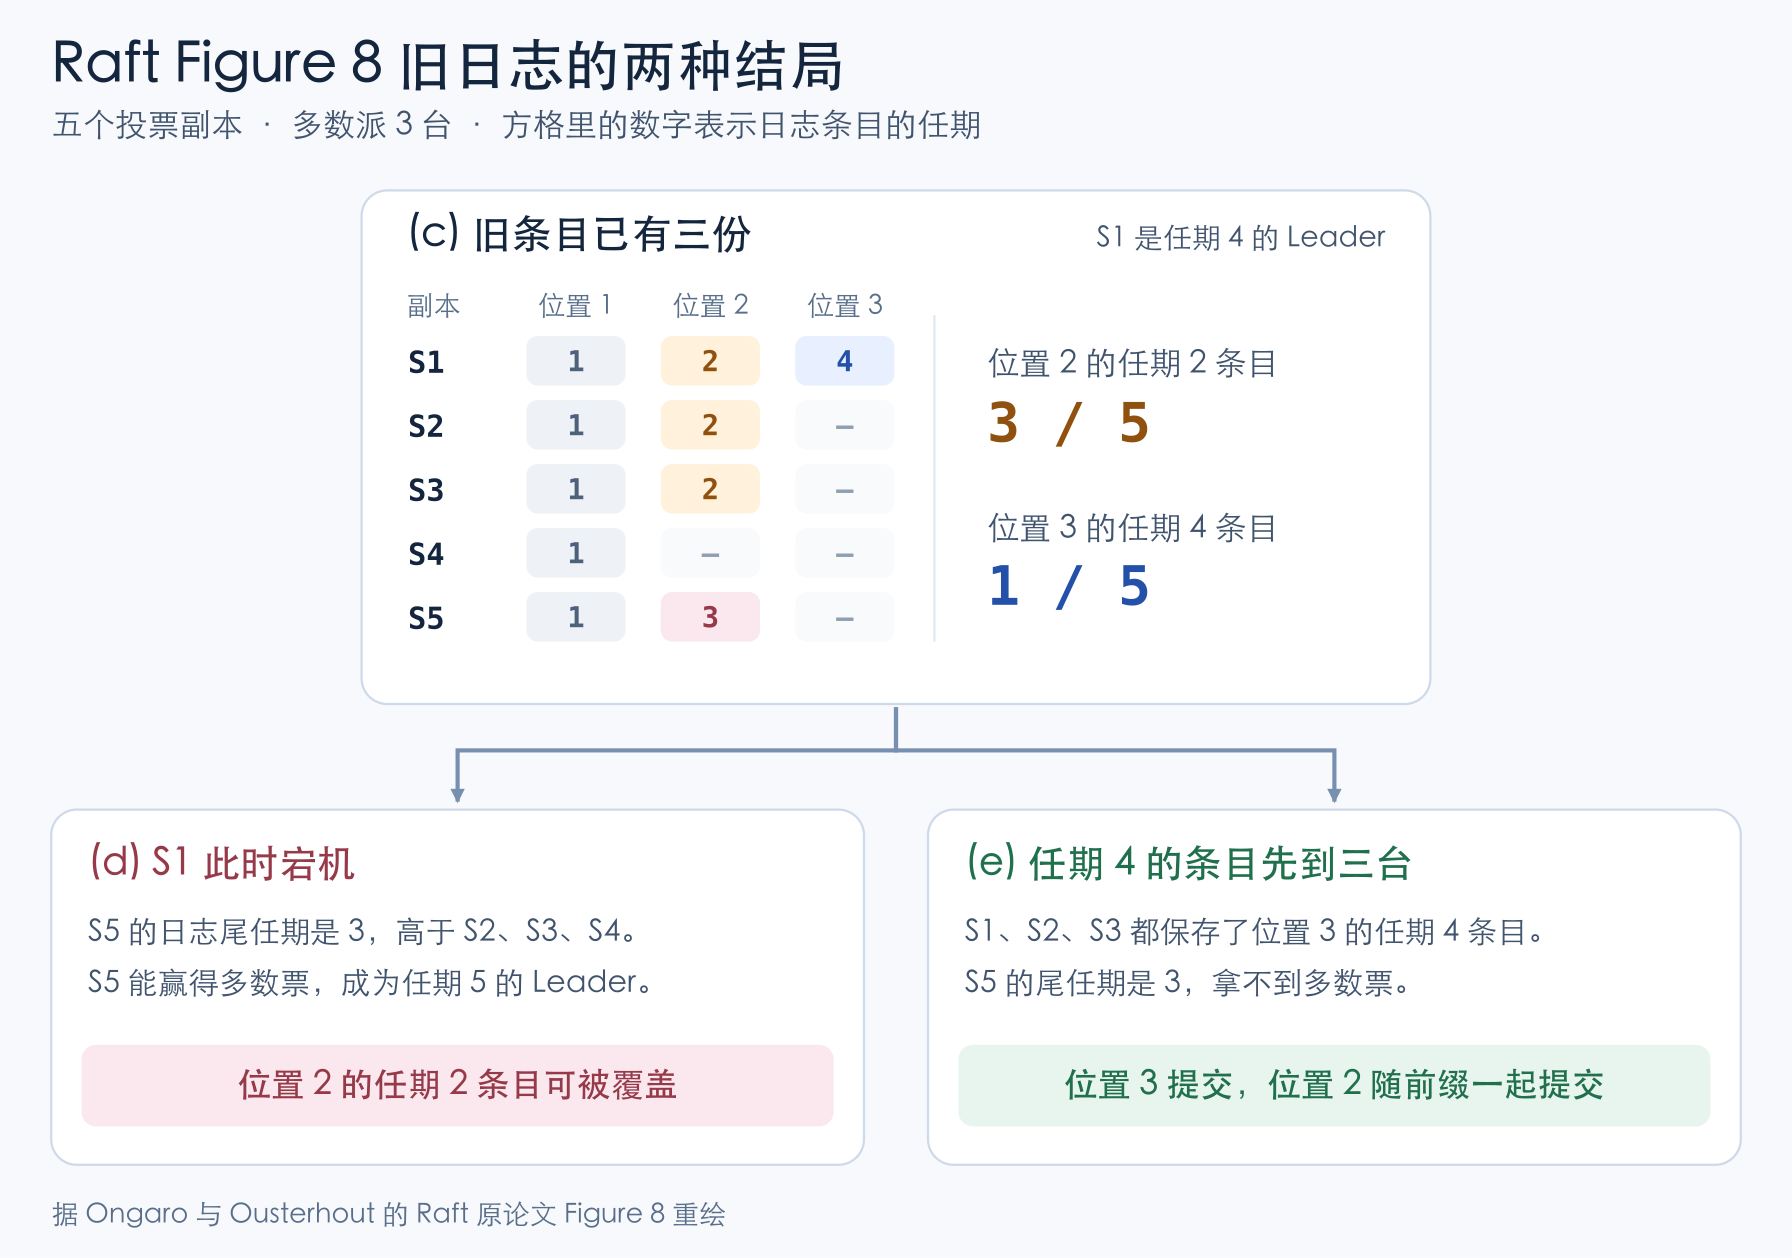 Raft Figure 8 旧日志的两种结局
五个投票副本 · 多数派 3 台 · 方格里的数字表示日志条目的任期
(c) 旧条目已有三份
S1 是任期 4 的 Leader
副本 位置 1 位置 2 位置 3
S1 1 2 4
S2 1 2 –
S3 1 2 –
S4 1 – –
S5 1 3 –
位置 2 的任期 2 条目
3 / 5
位置 3 的任期 4 条目
1 / 5
(d) S1 此时宕机
S5 的日志尾任期是 3，高于 S2、S3、S4。
S5 能赢得多数票，成为任期 5 的 Leader。
位置 2 的任期 2 条目可被覆盖
(e) 任期 4 的条目先到三台
S1、S2、S3 都保存了位置 3 的任期 4 条目。
S5 的尾任期是 3，拿不到多数票。
位置 3 提交，位置 2 随前缀一起提交
据 Ongaro 与 Ousterhout 的 Raft 原论文 Figure 8 重绘